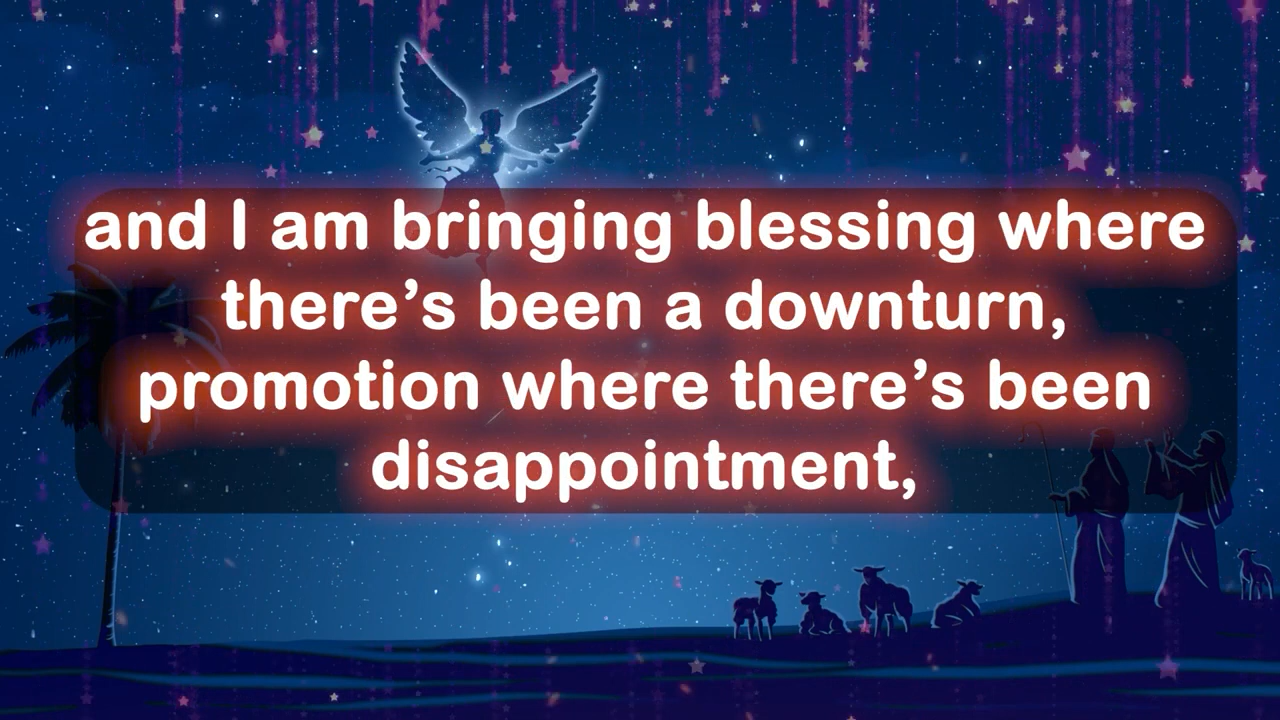 and I am bringing blessing where
there’s been a downturn,
promotion where there’s been
disappointment,